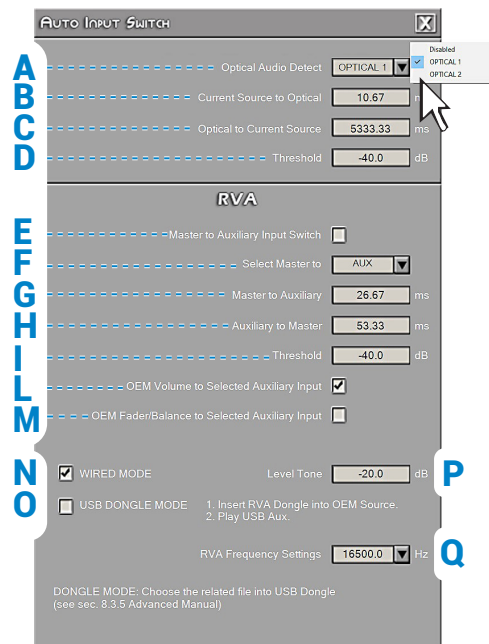 Auto Input Switch X
A Optical Audio Detect OPTICAL 1
Disabled
✓ OPTICAL 1
OPTICAL 2
B Current Source to Optical 10.67
C Optical to Current Source 5333.33 ms
D Threshold -40.0 dB
RVA
E Master to Auxiliary Input Switch
F Select Master to AUX
G Master to Auxiliary 26.67 ms
H Auxiliary to Master 53.33 ms
I Threshold -40.0 dB
L OEM Volume to Selected Auxiliary Input ✓
M OEM Fader/Balance to Selected Auxiliary Input
N ✓ WIRED MODE Level Tone -20.0 dB P
O USB DONGLE MODE 1. Insert RVA Dongle into OEM Source.
2. Play USB Aux.
RVA Frequency Settings 16500.0 Hz Q
DONGLE MODE: Choose the related file into USB Dongle
(see sec. 8.3.5 Advanced Manual)